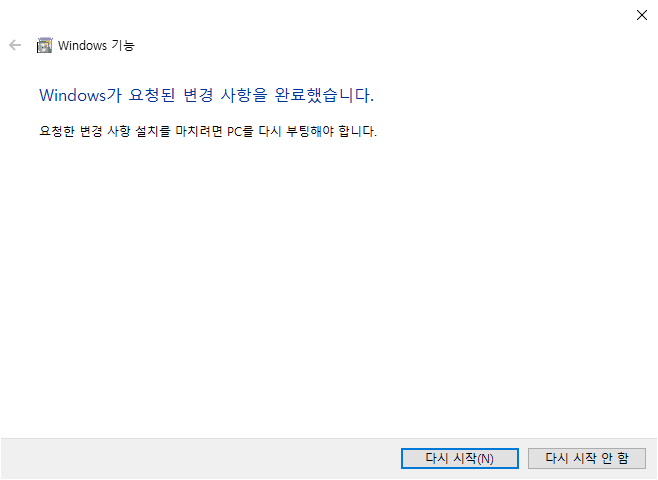 Windows 기능
Windows가 요청된 변경 사항을 완료했습니다.
요청한 변경 사항 설치를 마치려면 PC를 다시 부팅해야 합니다.
다시 시작(N)
다시 시작 안 함